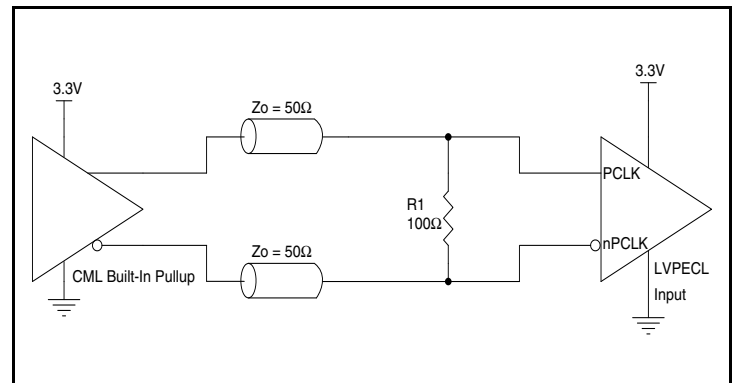 3.3V
3.3V
Zo = 50Ω
PCLK
R1
100Ω
nPCLK
Zo = 50Ω
CML Built-In Pullup
LVPECL
Input